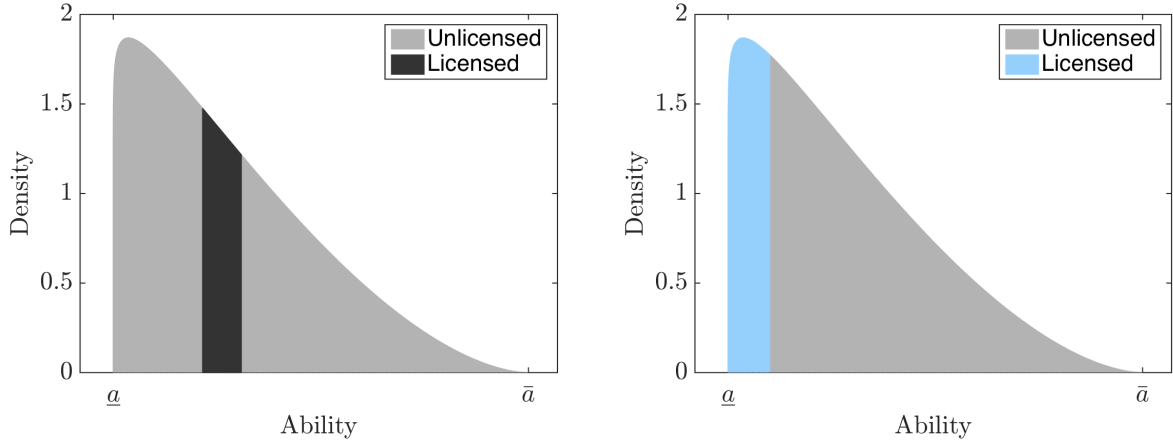 2
1.5
1
0.5
0
Density
Unlicensed
Licensed
a̲
ā
Ability
2
1.5
1
0.5
0
Density
Unlicensed
Licensed
a̲
ā
Ability